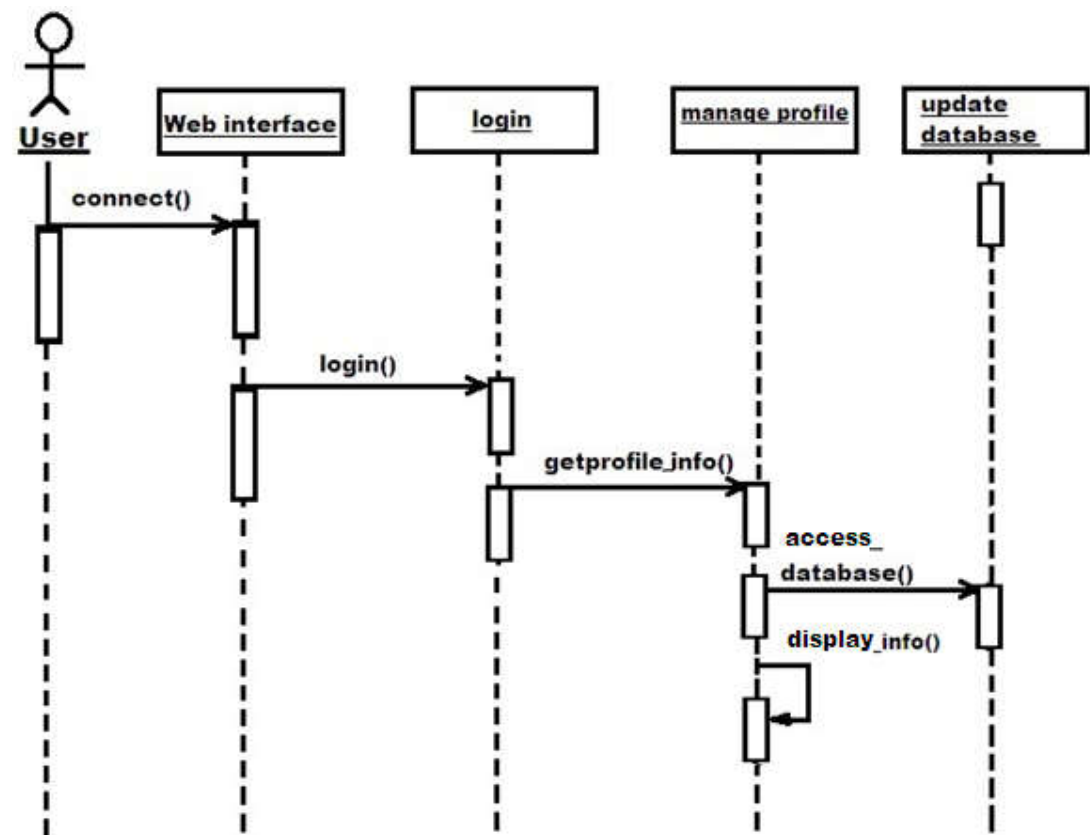 User
Web interface
login
manage profile
update
database
connect()
login()
getprofile_info()
access_
database()
display_info()